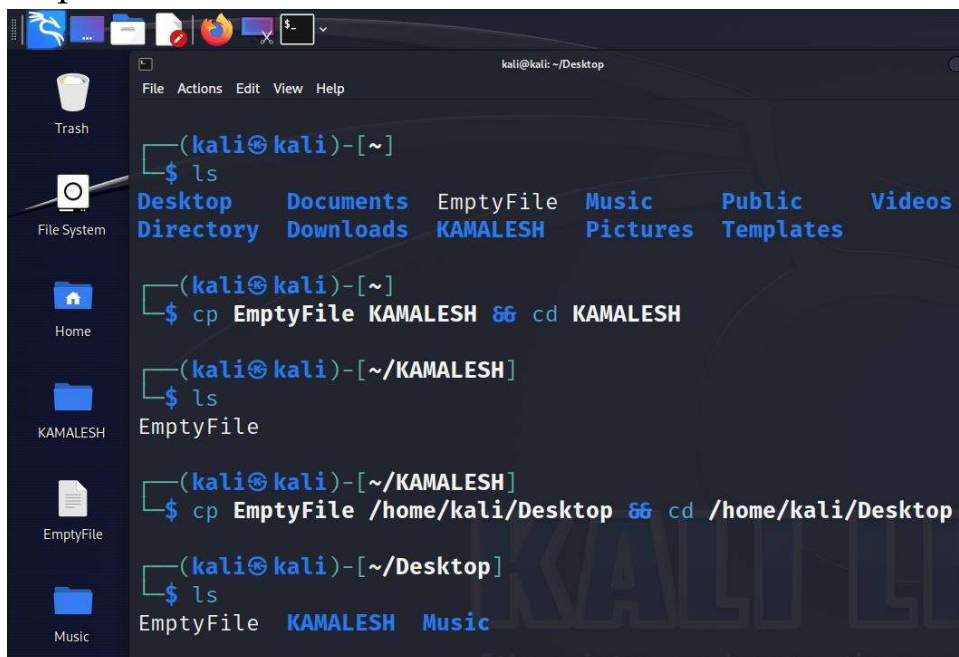 kali@kali: ~/Desktop
File Actions Edit View Help
Trash
File System
Home
KAMALESH
EmptyFile
Music
┌──(kali㉿kali)-[~]
└─$ ls
Desktop Documents EmptyFile Music Public Videos
Directory Downloads KAMALESH Pictures Templates
┌──(kali㉿kali)-[~]
└─$ cp EmptyFile KAMALESH && cd KAMALESH
┌──(kali㉿kali)-[~/KAMALESH]
└─$ ls
EmptyFile
┌──(kali㉿kali)-[~/KAMALESH]
└─$ cp EmptyFile /home/kali/Desktop && cd /home/kali/Desktop
┌──(kali㉿kali)-[~/Desktop]
└─$ ls
EmptyFile KAMALESH Music
KALI LI